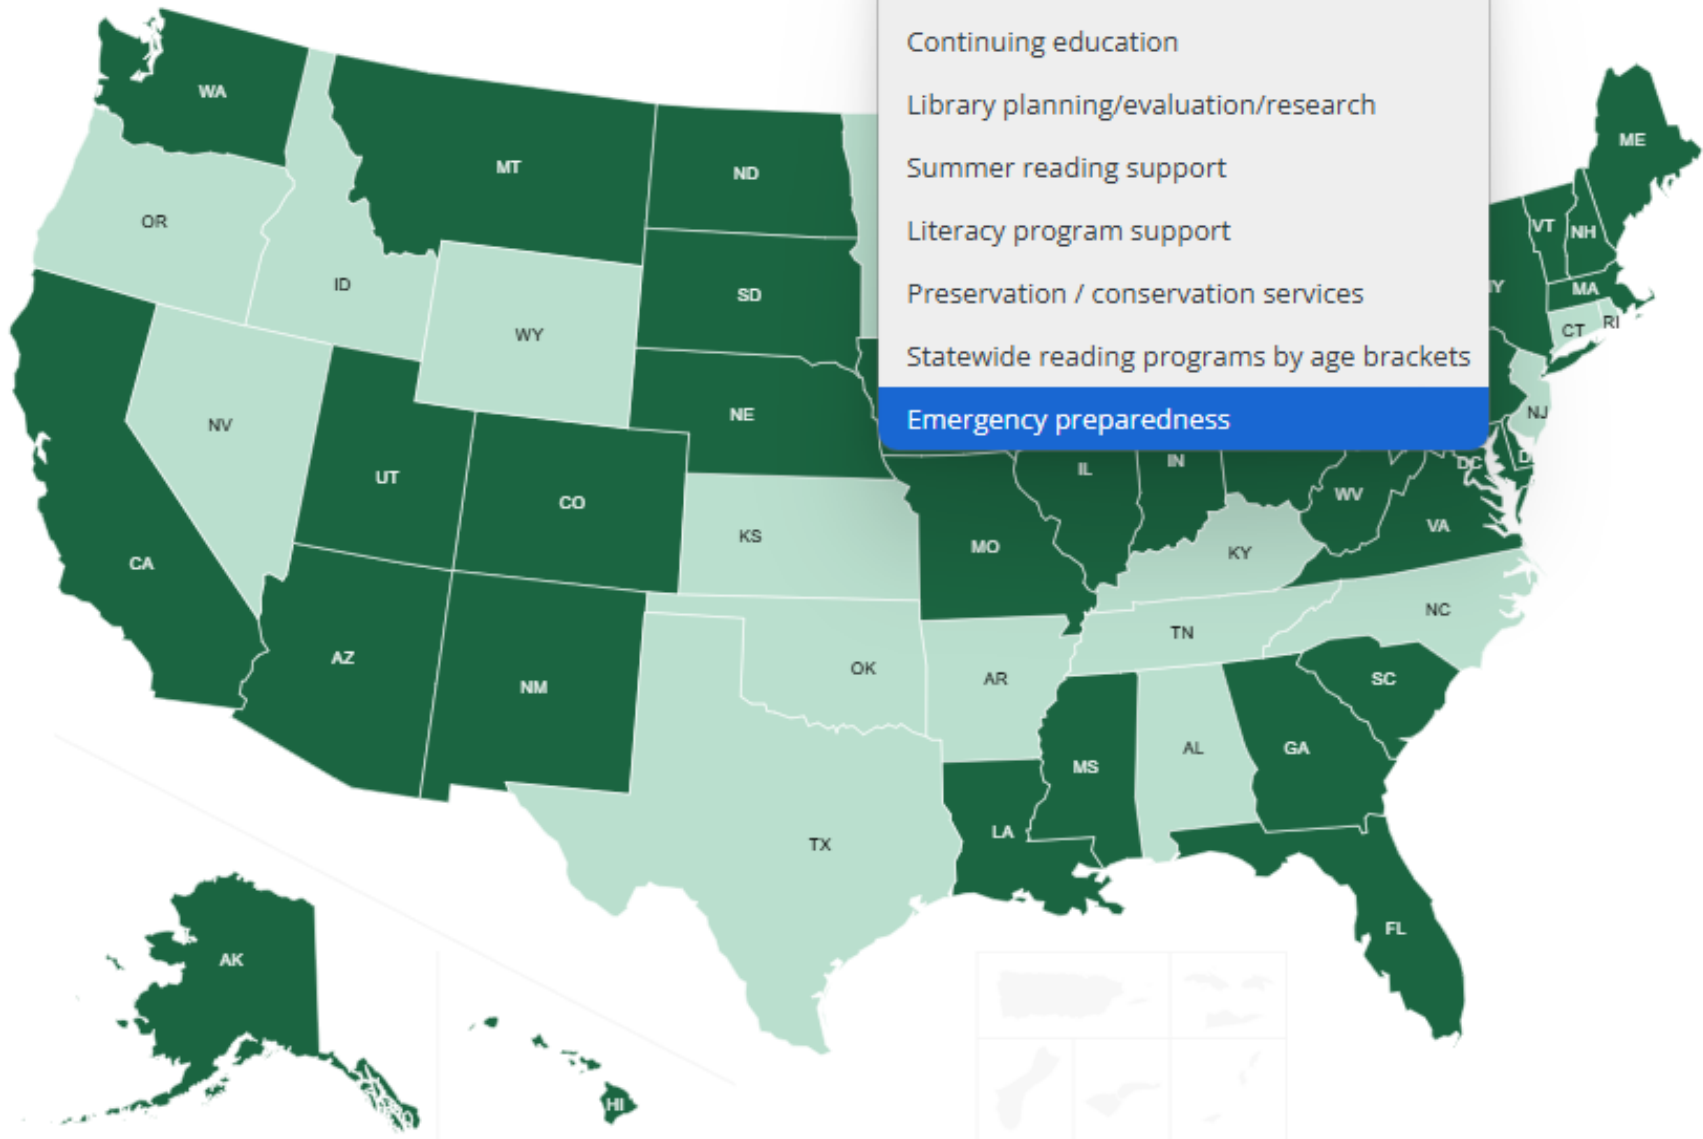 Continuing education
Library planning/evaluation/research
Summer reading support
Literacy program support
Preservation / conservation services
Statewide reading programs by age brackets
Emergency preparedness
WA
MT
ND
ME
OR
ID
SD
WY
VT
NH
MA
CT
RI
NV
UT
CO
NE
NJ
IL
IN
DC
WV
VA
CA
KS
MO
KY
AZ
NM
OK
AR
TN
NC
SC
TX
LA
MS
AL
GA
FL
AK
HI